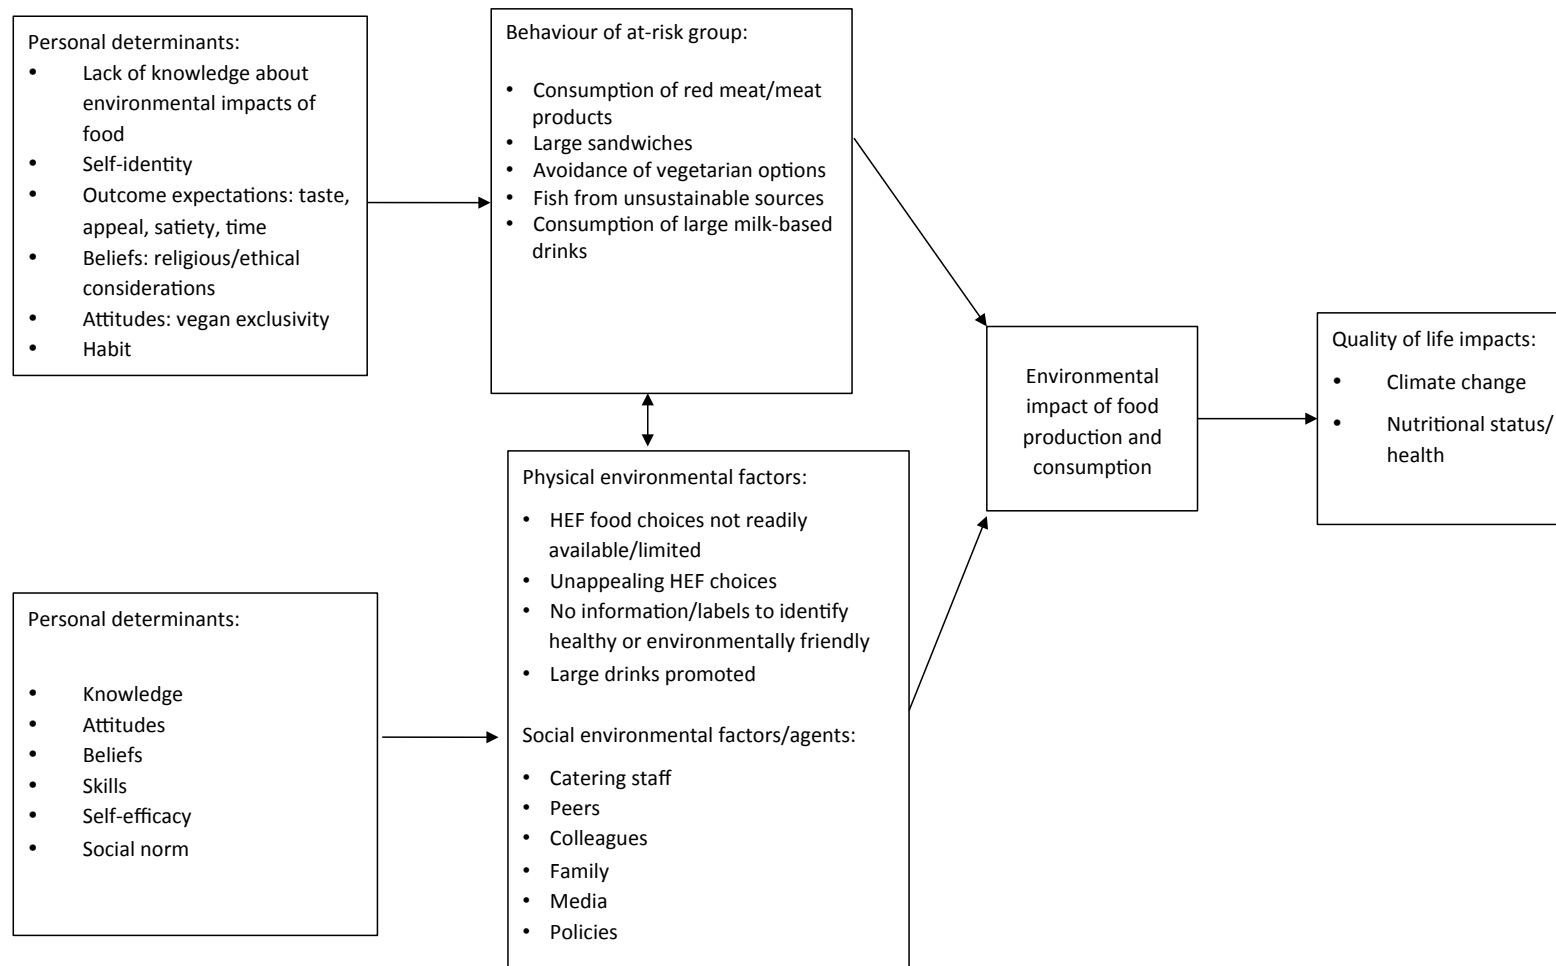 Personal determinants:
• Lack of knowledge about
environmental impacts of
food
• Self-identity
• Outcome expectations: taste,
appeal, satiety, time
• Beliefs: religious/ethical
considerations
• Attitudes: vegan exclusivity
• Habit
Behaviour of at-risk group:
• Consumption of red meat/meat
products
• Large sandwiches
• Avoidance of vegetarian options
• Fish from unsustainable sources
• Consumption of large milk-based
drinks
Personal determinants:
• Knowledge
• Attitudes
• Beliefs
• Skills
• Self-efficacy
• Social norm
Physical environmental factors:
• HEF food choices not readily
available/limited
• Unappealing HEF choices
• No information/labels to identify
healthy or environmentally friendly
• Large drinks promoted
Social environmental factors/agents:
• Catering staff
• Peers
• Colleagues
• Family
• Media
• Policies
Environmental
impact of food
production and
consumption
Quality of life impacts:
• Climate change
• Nutritional status/
health